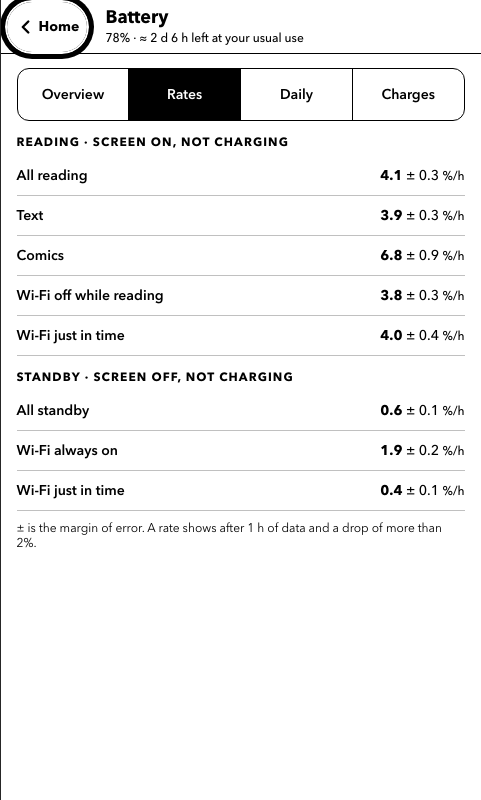 Home
Battery
78% · ≈ 2 d 6 h left at your usual use
Overview
Rates
Daily
Charges
READING · SCREEN ON, NOT CHARGING
All reading 4.1 ± 0.3 %/h
Text 3.9 ± 0.3 %/h
Comics 6.8 ± 0.9 %/h
Wi-Fi off while reading 3.8 ± 0.3 %/h
Wi-Fi just in time 4.0 ± 0.4 %/h
STANDBY · SCREEN OFF, NOT CHARGING
All standby 0.6 ± 0.1 %/h
Wi-Fi always on 1.9 ± 0.2 %/h
Wi-Fi just in time 0.4 ± 0.1 %/h
± is the margin of error. A rate shows after 1 h of data and a drop of more than
2%.